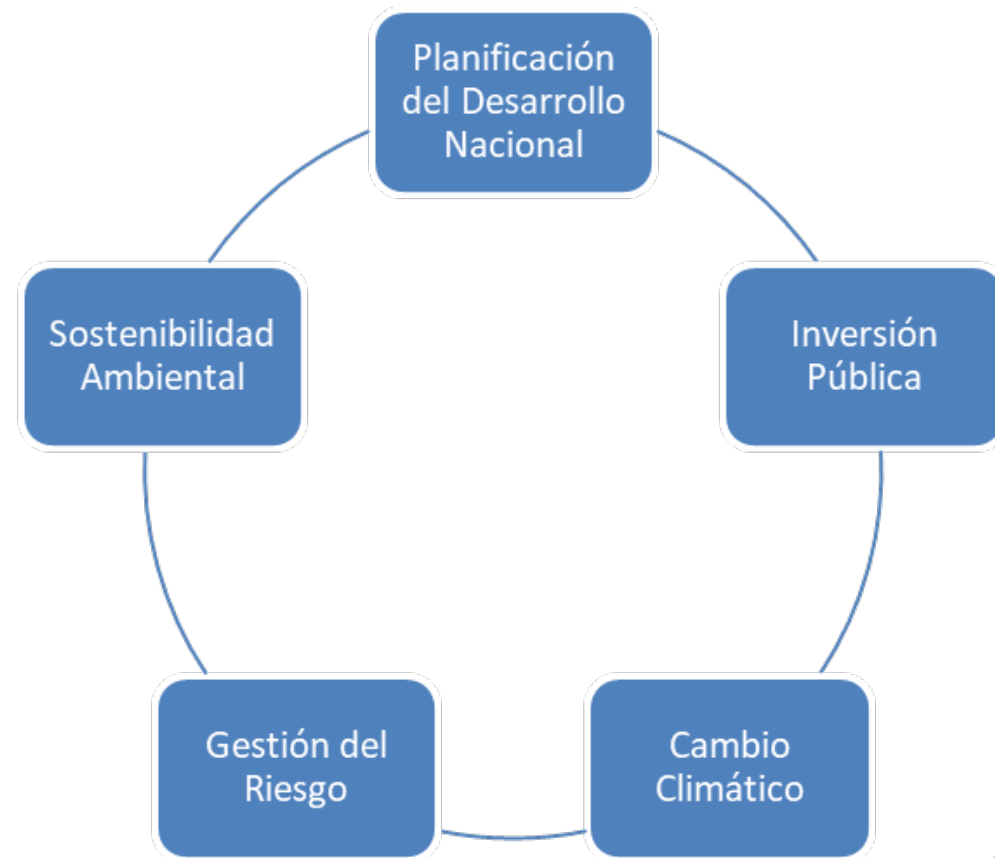 Planificación
del Desarrollo
Nacional
Sostenibilidad
Ambiental
Inversión
Pública
Gestión del
Riesgo
Cambio
Climático